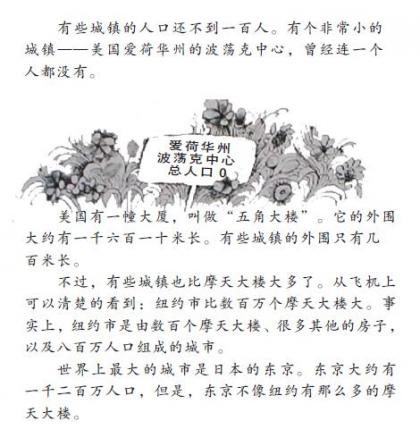 有些城镇的人口还不到一百人。有个非常小的
城镇——美国爱荷华州的波荡克中心，曾经连一个
人都没有。
爱荷华州
波荡克中心
总人口 0
美国有一幢大厦，叫做“五角大楼”。它的外围
大约有一千六百一十米长。有些城镇的外围只有几
百米长。
不过，有些城镇也比摩天大楼大多了。从飞机上
可以清楚的看到：纽约市比数百万个摩天大楼大。事
实上，纽约市是由数百个摩天大楼、很多其他的房子，
以及八百万人口组成的城市。
世界上最大的城市是日本的东京。东京大约有
一千二百万人口，但是，东京不像纽约有那么多的摩
天大楼。